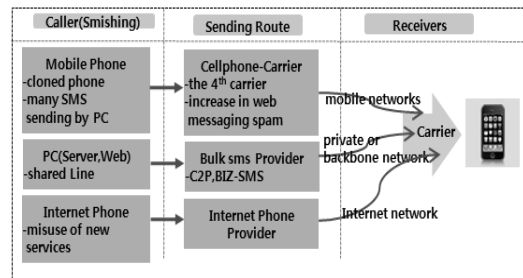 Caller(Smishing)
Sending Route
Receivers
Mobile Phone
-cloned phone
-many SMS
sending by PC
Cellphone-Carrier
-the 4th carrier
-increase in web
messaging spam
mobile networks
PC(Server,Web)
-shared Line
Bulk sms Provider
-C2P,BIZ-SMS
private or
backbone network
Carrier
Internet Phone
-misuse of new
services
Internet Phone
Provider
Internet network